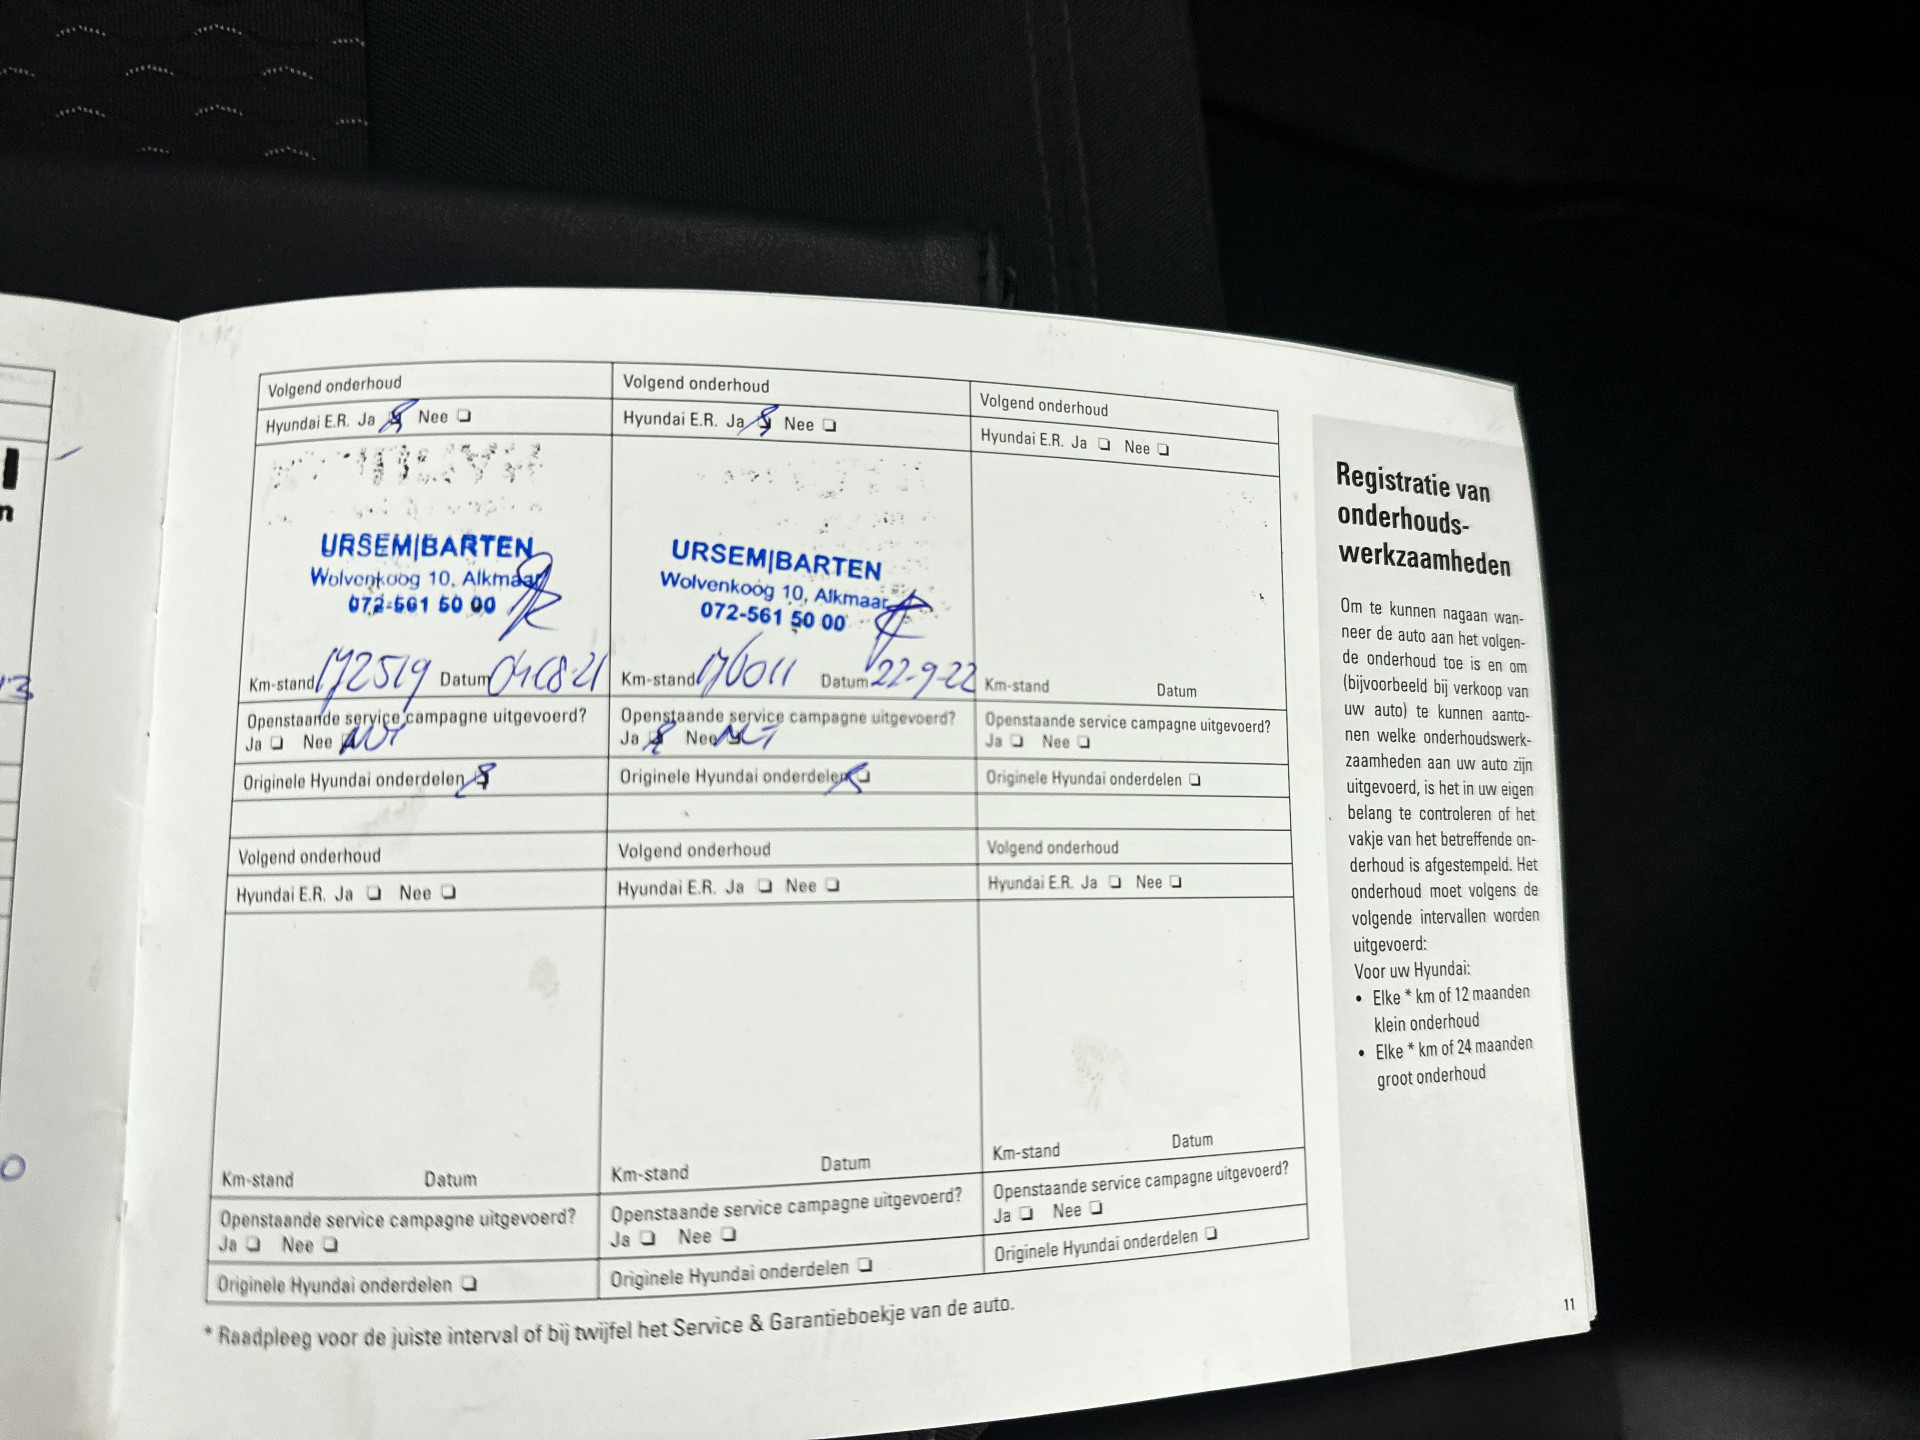 Volgend onderhoud
Hyundai E.R. Ja Nee
URSEM|BARTEN
Wolvenkoog 10, Alkmaar
072-561 50 00
Km-stand 172519 Datum 04-08-21
Openstaande service campagne uitgevoerd?
Ja Nee
Originele Hyundai onderdelen
Volgend onderhoud
Hyundai E.R. Ja Nee
URSEM|BARTEN
Wolvenkoog 10, Alkmaar
072-561 50 00
Km-stand 176011 Datum 22-9-22
Openstaande service campagne uitgevoerd?
Ja Nee
Originele Hyundai onderdelen
Volgend onderhoud
Hyundai E.R. Ja Nee
Km-stand Datum
Openstaande service campagne uitgevoerd?
Ja Nee
Originele Hyundai onderdelen
Volgend onderhoud
Hyundai E.R. Ja Nee
Km-stand Datum
Openstaande service campagne uitgevoerd?
Ja Nee
Originele Hyundai onderdelen
Volgend onderhoud
Hyundai E.R. Ja Nee
Km-stand Datum
Openstaande service campagne uitgevoerd?
Ja Nee
Originele Hyundai onderdelen
Volgend onderhoud
Hyundai E.R. Ja Nee
Km-stand Datum
Openstaande service campagne uitgevoerd?
Ja Nee
Originele Hyundai onderdelen
* Raadpleeg voor de juiste interval of bij twijfel het Service & Garantieboekje van de auto.
Registratie van
onderhouds-
werkzaamheden
Om te kunnen nagaan wan-
neer de auto aan het volgen-
de onderhoud toe is en om
(bijvoorbeeld bij verkoop van
uw auto) te kunnen aanto-
nen welke onderhoudswerk-
zaamheden aan uw auto zijn
uitgevoerd, is het in uw eigen
belang te controleren of het
vakje van het betreffende on-
derhoud is afgestempeld. Het
onderhoud moet volgens de
volgende intervallen worden
uitgevoerd:
Voor uw Hyundai:
• Elke * km of 12 maanden
klein onderhoud
• Elke * km of 24 maanden
groot onderhoud
11